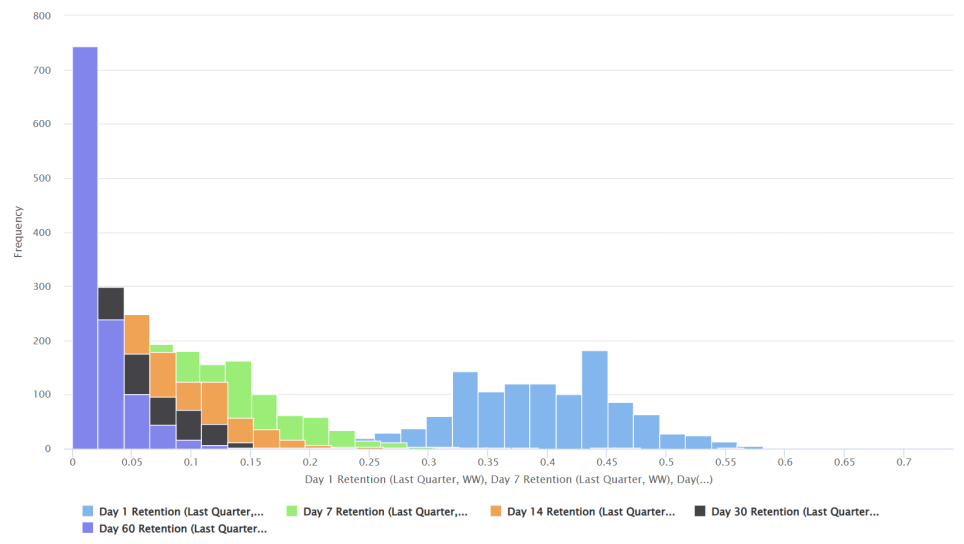 800
700
600
500
400
300
200
100
0
Frequency
0 0.05 0.1 0.15 0.2 0.25 0.3 0.35 0.4 0.45 0.5 0.55 0.6 0.65 0.7
Day 1 Retention (Last Quarter, WW), Day 7 Retention (Last Quarter, WW), Day(...)
Day 1 Retention (Last Quarter,... Day 7 Retention (Last Quarter,... Day 14 Retention (Last Quarter... Day 30 Retention (Last Quarter...
Day 60 Retention (Last Quarter...